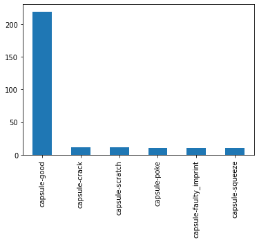 200
150
100
50
0
capsule-good
capsule-crack
capsule-scratch
capsule-poke
capsule-faulty_imprint
capsule-squeeze